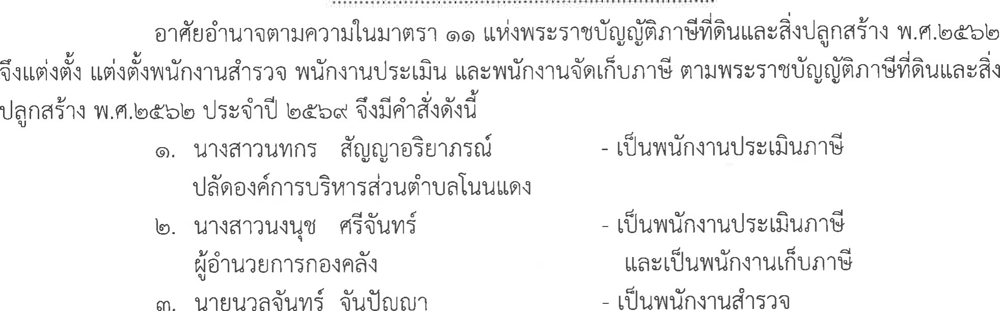 อาศัยอำนาจตามความในมาตรา ๑๑ แห่งพระราชบัญญัติภาษีที่ดินและสิ่งปลูกสร้าง พ.ศ.๒๕๖๒
จึงแต่งตั้ง แต่งตั้งพนักงานสำรวจ พนักงานประเมิน และพนักงานจัดเก็บภาษี ตามพระราชบัญญัติภาษีที่ดินและสิ่ง
ปลูกสร้าง พ.ศ.๒๕๖๒ ประจำปี ๒๕๖๙ จึงมีคำสั่งดังนี้
๑. นางสาวนทกร สัญญาอริยาภรณ์ - เป็นพนักงานประเมินภาษี
ปลัดองค์การบริหารส่วนตำบลโนนแดง
๒. นางสาวนงนุช ศรีจันทร์ - เป็นพนักงานประเมินภาษี
ผู้อำนวยการกองคลัง และเป็นพนักงานเก็บภาษี
๓. นายนวลจันทร์ จันปัญญา - เป็นพนักงานสำรวจ